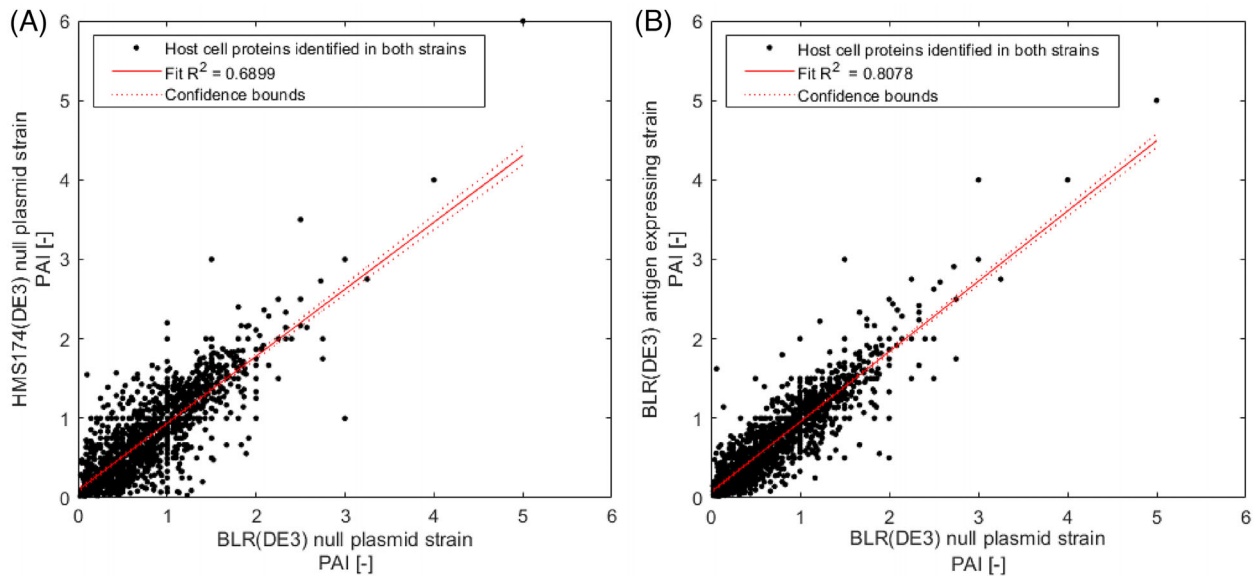 (A)
Host cell proteins identified in both strains
Fit R² = 0.6899
Confidence bounds
HMS174(DE3) null plasmid strain
PAI [-]
6
5
4
3
2
1
0
0 1 2 3 4 5 6
BLR(DE3) null plasmid strain
PAI [-]
(B)
Host cell proteins identified in both strains
Fit R² = 0.8078
Confidence bounds
BLR(DE3) antigen expressing strain
PAI [-]
6
5
4
3
2
1
0
0 1 2 3 4 5 6
BLR(DE3) null plasmid strain
PAI [-]